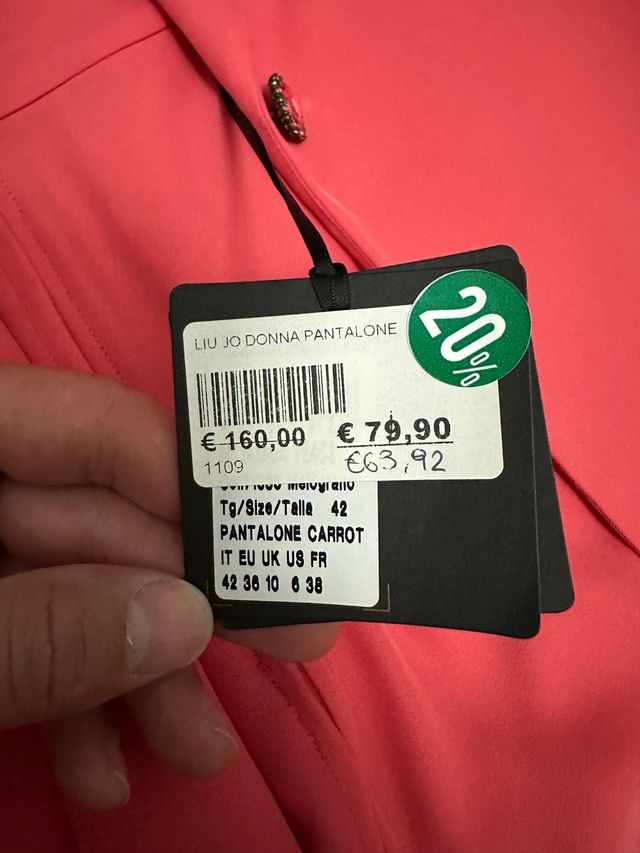 LIU JO DONNA PANTALONE
20%
€ 160,00 € 79,90
1109 €63,92
Melograno
Tg/Size/Talla 42
PANTALONE CARROT
IT EU UK US FR
42 36 10 6 38